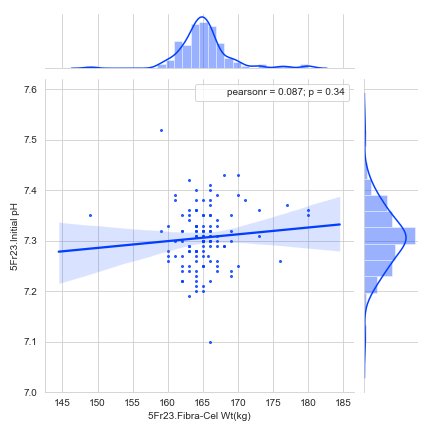 pearsonr = 0.087; p = 0.34
7.6
7.5
7.4
7.3
7.2
7.1
7.0
5Fr23.Initial pH
145 150 155 160 165 170 175 180 185
5Fr23.Fibra-Cel Wt(kg)